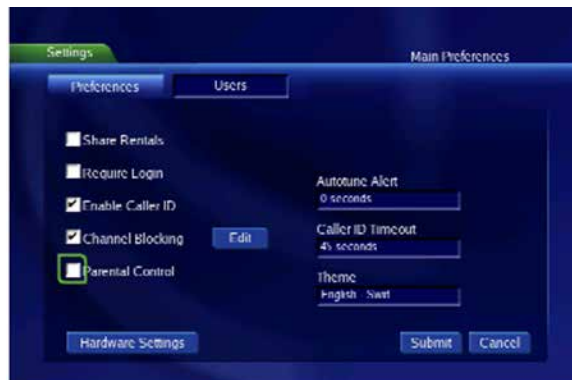 Settings
Main Preferences
Preferences
Users
Share Rentals
Require Login
Enable Caller ID
Channel Blocking
Edit
Parental Control
Autotune Alert
0 seconds
Caller ID Timeout
45 seconds
Theme
English - Swirl
Hardware Settings
Submit
Cancel